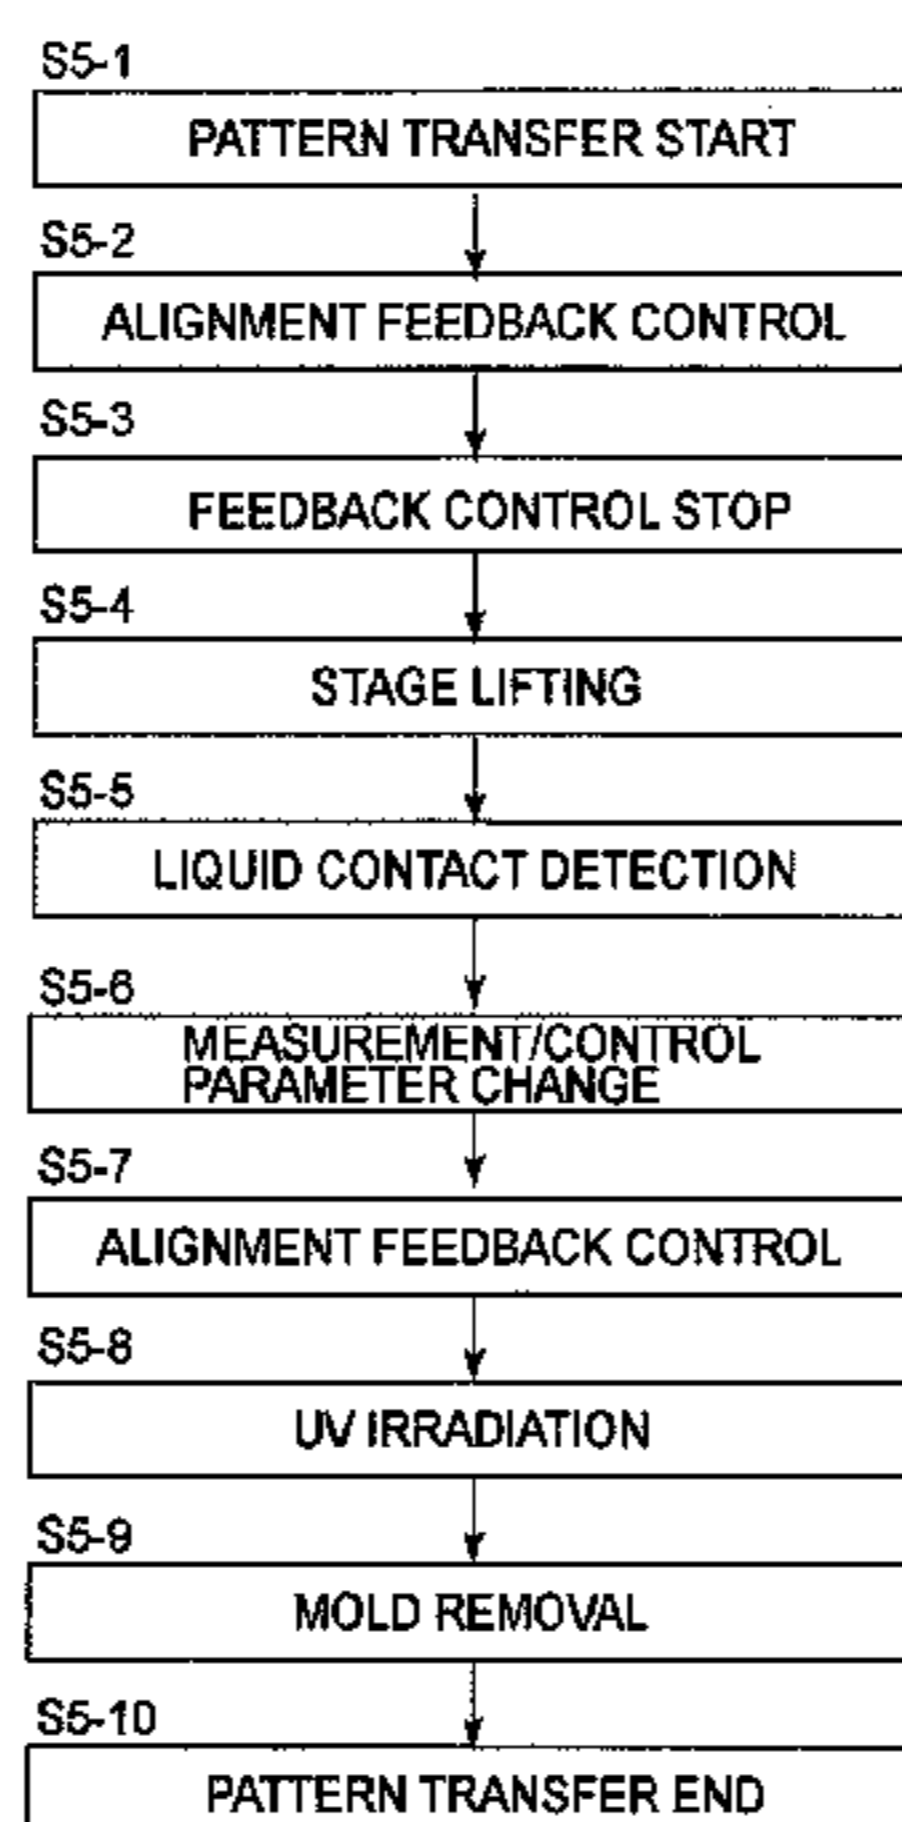 S5-1
PATTERN TRANSFER START
S5-2
ALIGNMENT FEEDBACK CONTROL
S5-3
FEEDBACK CONTROL STOP
S5-4
STAGE LIFTING
S5-5
LIQUID CONTACT DETECTION
S5-6
MEASUREMENT/CONTROL
PARAMETER CHANGE
S5-7
ALIGNMENT FEEDBACK CONTROL
S5-8
UV IRRADIATION
S5-9
MOLD REMOVAL
S5-10
PATTERN TRANSFER END